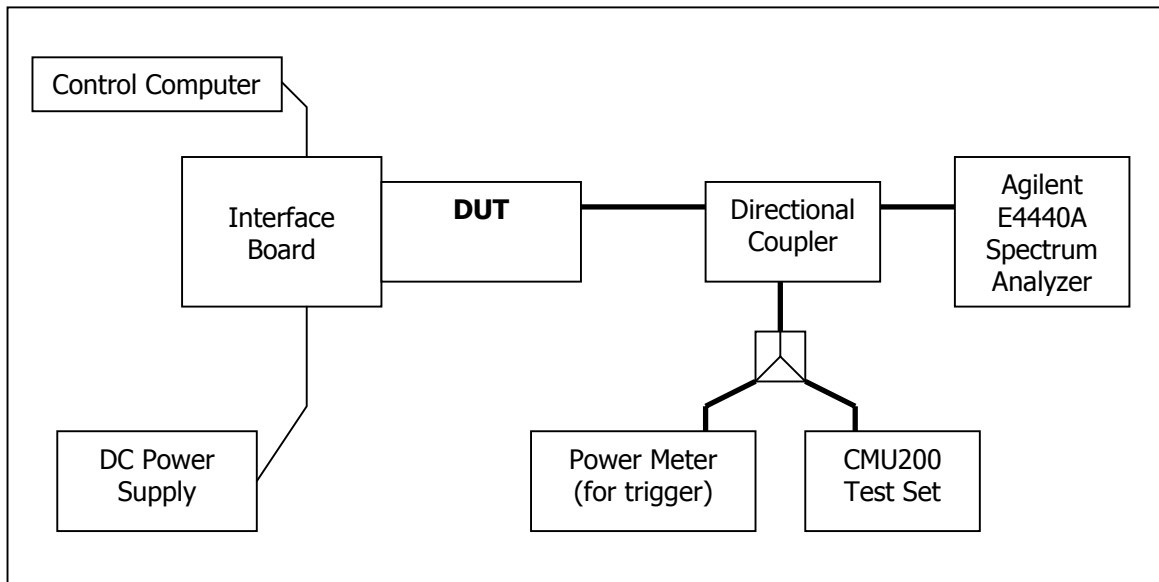 Control Computer
Interface
Board
DUT
Directional
Coupler
Agilent
E4440A
Spectrum
Analyzer
DC Power
Supply
Power Meter
(for trigger)
CMU200
Test Set